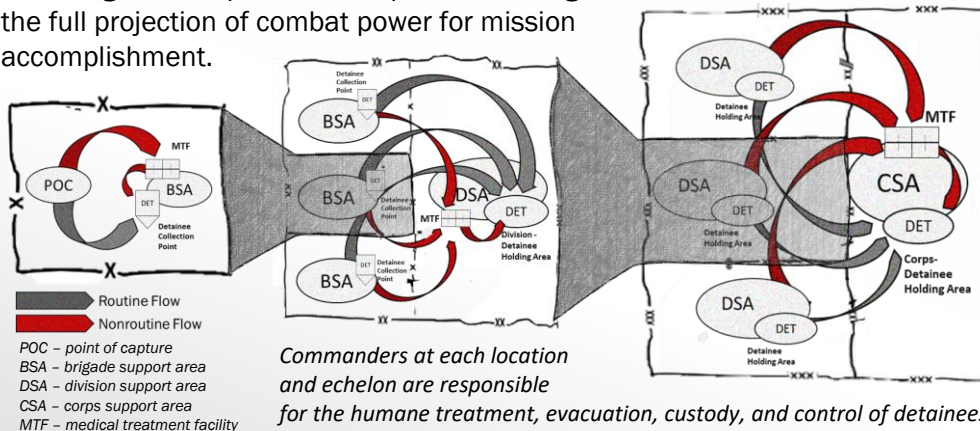 the full projection of combat power for mission
accomplishment.
X
POC
MTF
BSA
DET
Detainee
Collection
Point
X
X
XX
Detainee
Collection
Point
DET
BSA
BSA
DET
Detainee
Collection
Point
BSA
DET
Detainee
Collection
Point
MTF
DSA
DET
Division -
Detainee
Holding Area
XX
XX
XX
XXX
XXX
DSA
DET
Detainee
Holding Area
DSA
DET
Detainee
Holding Area
DSA
DET
Detainee
Holding Area
MTF
CSA
DET
Corps-
Detainee
Holding Area
XXX
XXX
Routine Flow
Nonroutine Flow
POC – point of capture
BSA – brigade support area
DSA – division support area
CSA – corps support area
MTF – medical treatment facility
Commanders at each location
and echelon are responsible
for the humane treatment, evacuation, custody, and control of detainees